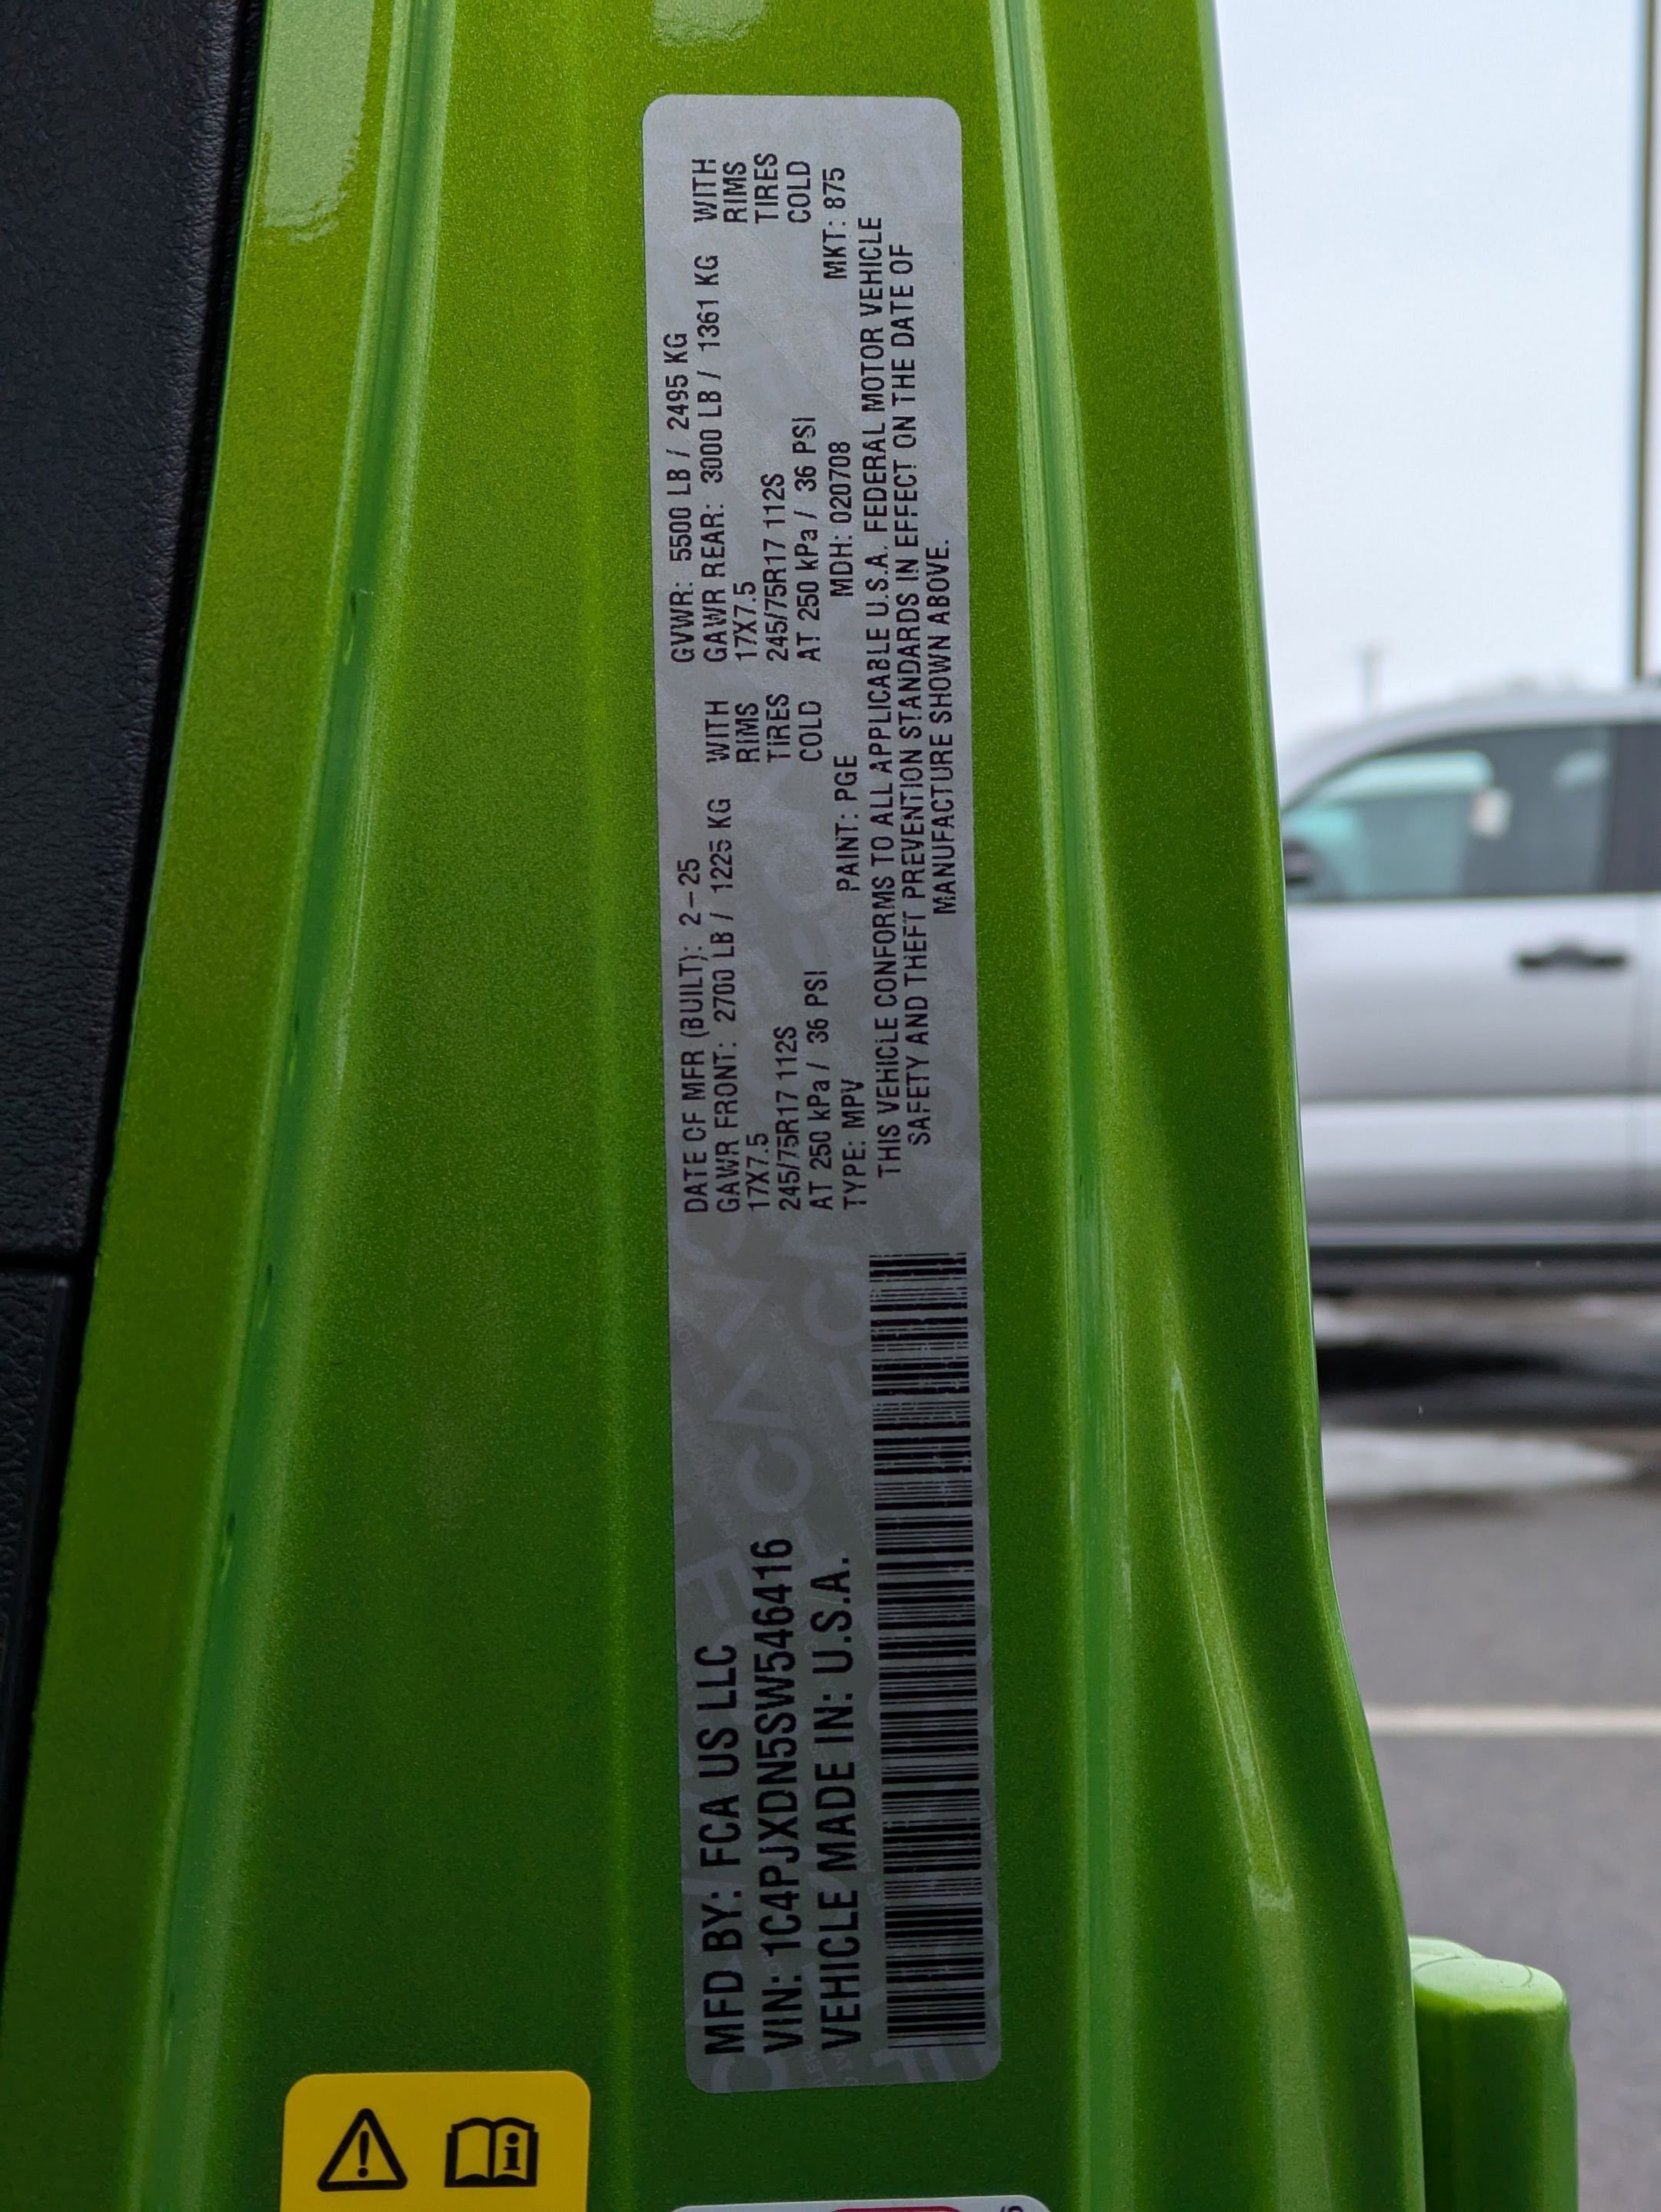 MFD BY: FCA US LLC
VIN: 1C4PJXDN5SW546416
VEHICLE MADE IN: U.S.A.
DATE OF MFR (BUILT): 2-25 GVWR: 5500 LB / 2495 KG
GAWR FRONT: 2700 LB / 1225 KG WITH GAWR REAR: 3000 LB / 1361 KG WITH
17X7.5 RIMS 17X7.5 RIMS
245/75R17 112S TIRES 245/75R17 112S TIRES
AT 250 kPa / 36 PSI COLD AT 250 kPa / 36 PSI COLD
TYPE: MPV PAINT: PGE MDH: 020708 MKT: 875
THIS VEHICLE CONFORMS TO ALL APPLICABLE U.S.A. FEDERAL MOTOR VEHICLE
SAFETY AND THEFT PREVENTION STANDARDS IN EFFECT ON THE DATE OF
MANUFACTURE SHOWN ABOVE.